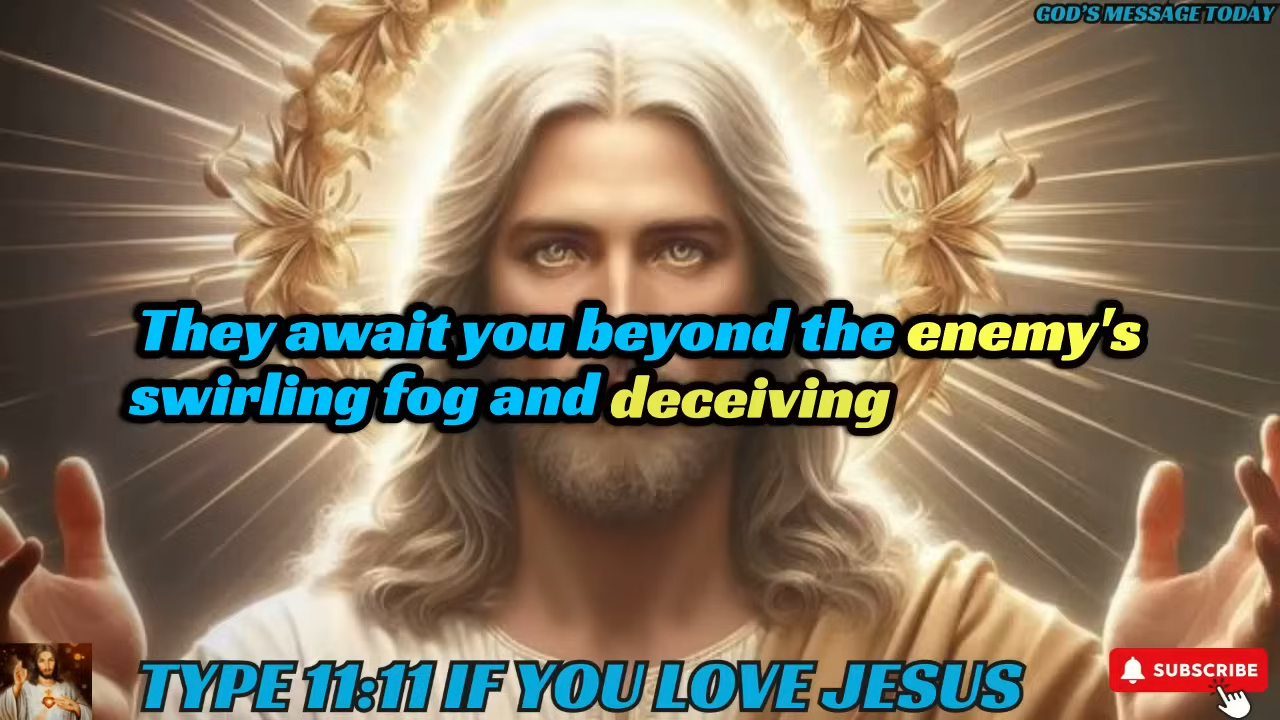 GOD'S MESSAGE TODAY
They await you beyond the enemy's
swirling fog and deceiving
TYPE 11:11 IF YOU LOVE JESUS
SUBSCRIBE